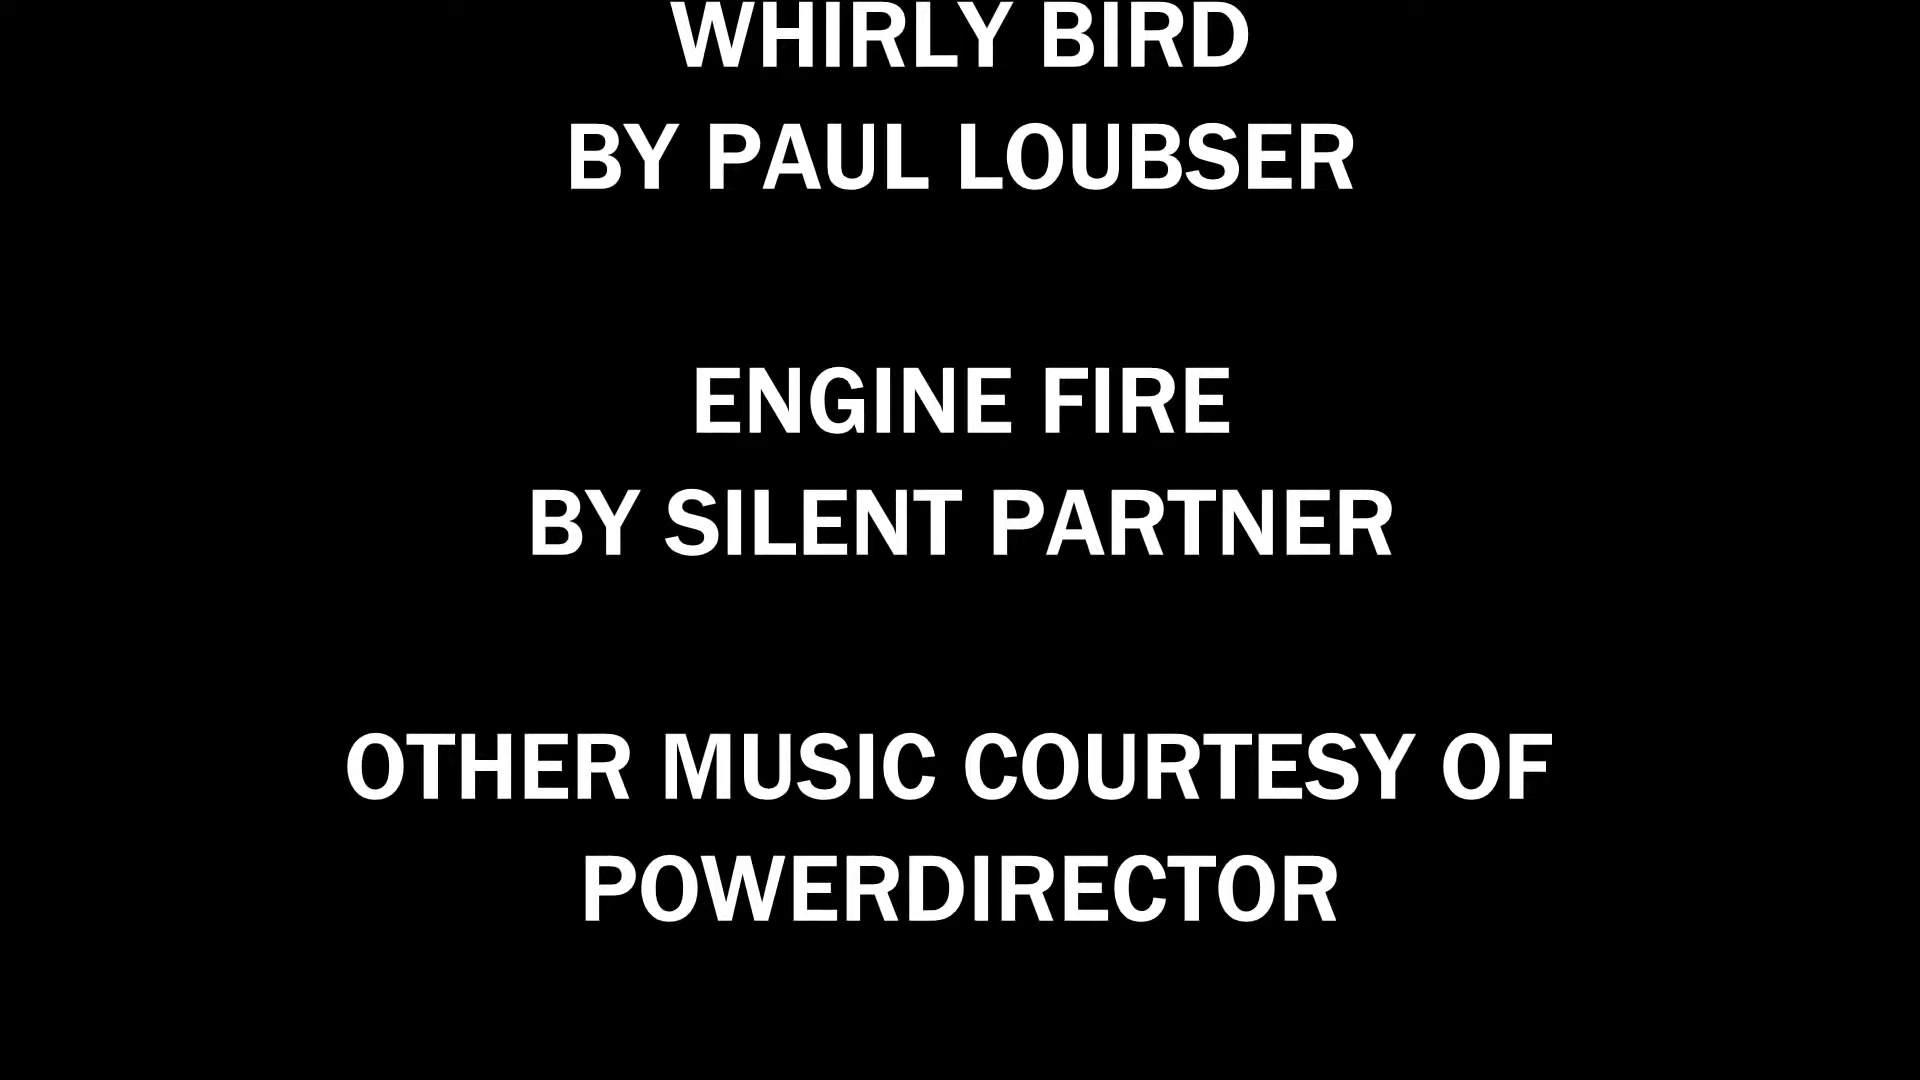 WHIRLY BIRD
BY PAUL LOUBSER
ENGINE FIRE
BY SILENT PARTNER
OTHER MUSIC COURTESY OF
POWERDIRECTOR